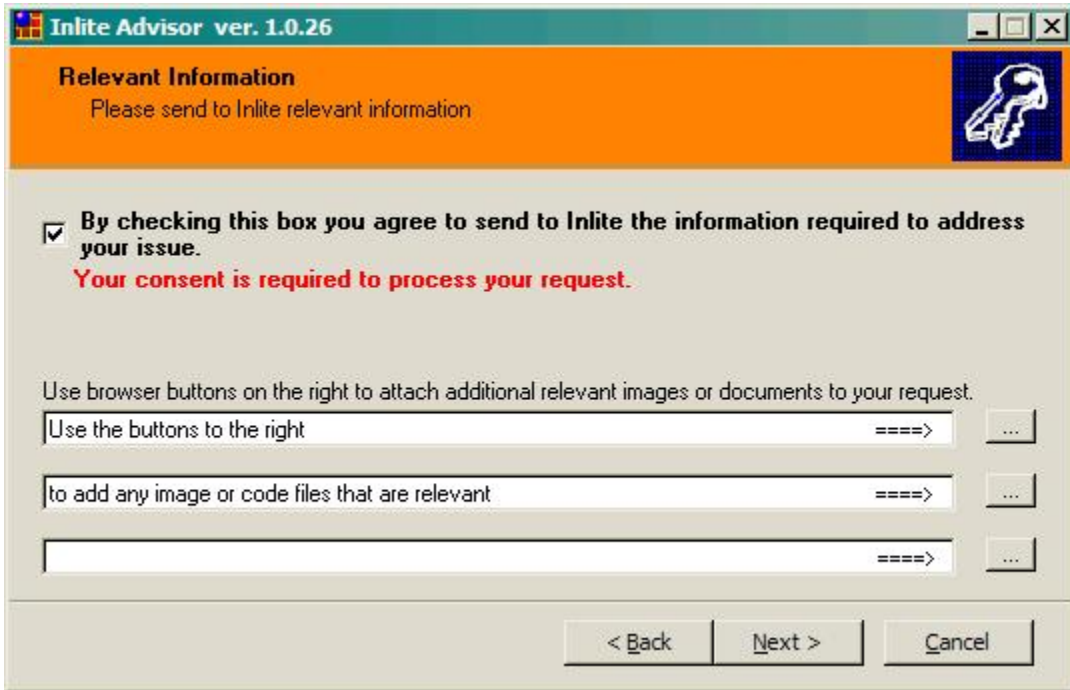 Inlite Advisor ver. 1.0.26
Relevant Information
Please send to Inlite relevant information
By checking this box you agree to send to Inlite the information required to address
your issue.
Your consent is required to process your request.
Use browser buttons on the right to attach additional relevant images or documents to your request.
Use the buttons to the right ====> ...
to add any image or code files that are relevant ====> ...
====> ...
< Back Next > Cancel